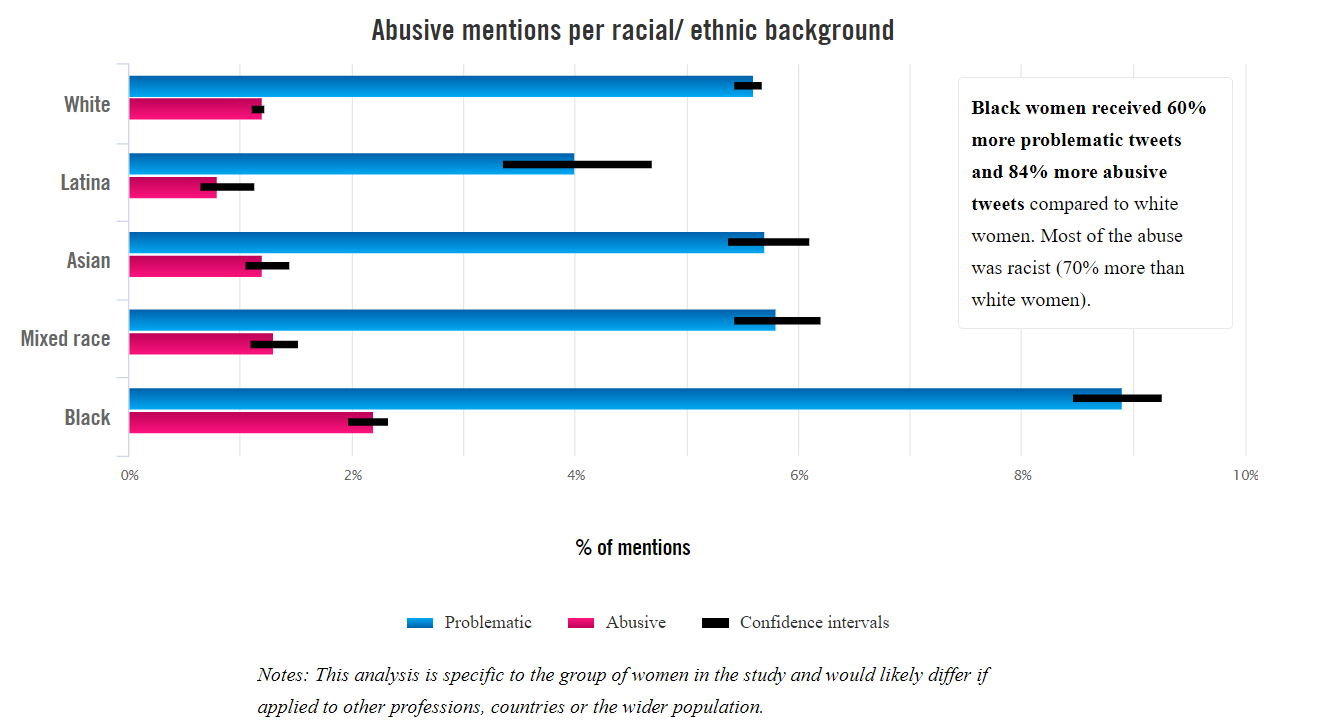 Abusive mentions per racial/ ethnic background
White
Latina
Asian
Mixed race
Black
0%
2%
4%
6%
8%
10%
% of mentions
Black women received 60%
more problematic tweets
and 84% more abusive
tweets compared to white
women. Most of the abuse
was racist (70% more than
white women).
Problematic
Abusive
Confidence intervals
Notes: This analysis is specific to the group of women in the study and would likely differ if
applied to other professions, countries or the wider population.